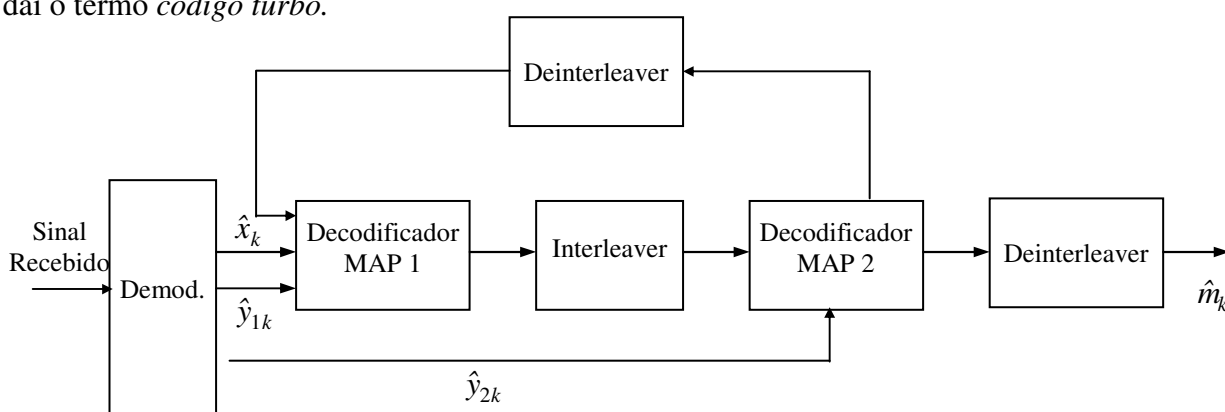 daí o termo código turbo.
Deinterleaver
Sinal
Recebido
Demod.
x̂k
ŷ1k
Decodificador
MAP 1
Interleaver
Decodificador
MAP 2
Deinterleaver
m̂k
ŷ2k